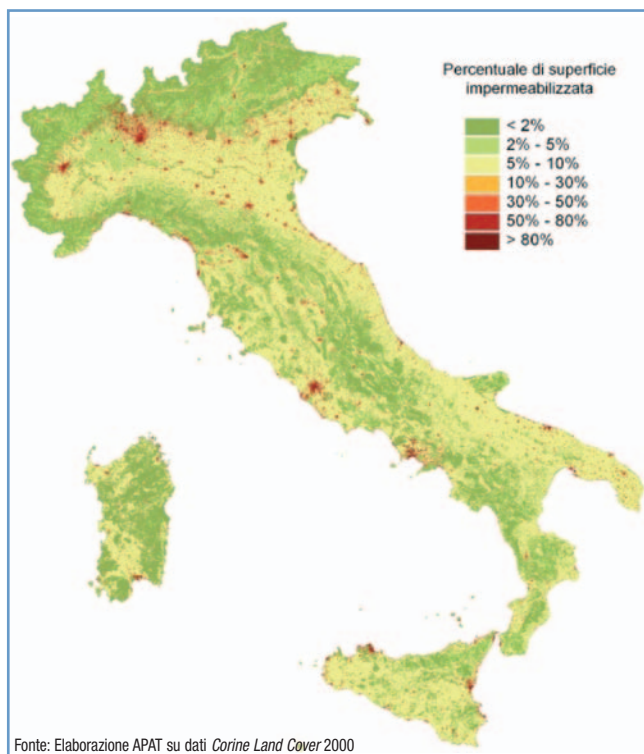 Percentuale di superficie
impermeabilizzata
< 2%
2% - 5%
5% - 10%
10% - 30%
30% - 50%
50% - 80%
> 80%
Fonte: Elaborazione APAT su dati Corine Land Cover 2000